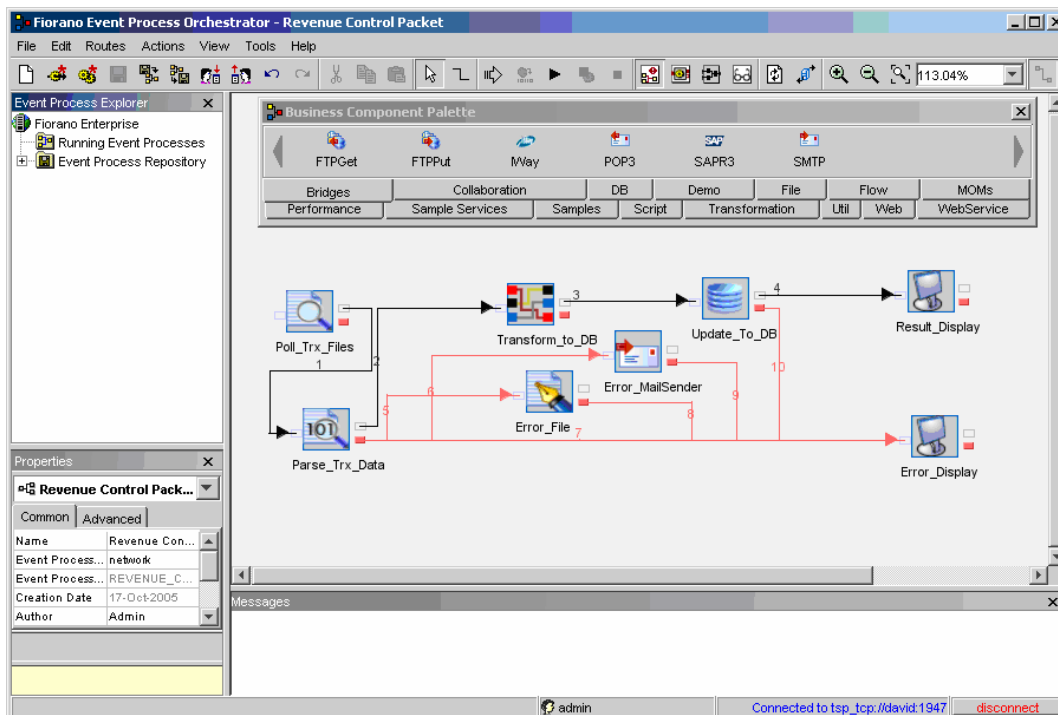 Fiorano Event Process Orchestrator - Revenue Control Packet
File Edit Routes Actions View Tools Help
113.04%
Event Process Explorer
Fiorano Enterprise
Running Event Processes
Event Process Repository
Business Component Palette
FTPGet FTPPut iWay POP3 SAPR3 SMTP
SAP
Bridges Collaboration DB Demo File Flow MOMs
Performance Sample Services Samples Script Transformation Util Web WebService
Poll_Trx_Files
Transform_to_DB
Update_To_DB
Result_Display
Error_MailSender
Error_File
101
Parse_Trx_Data
Error_Display
1
2
3
4
5
6
7
8
9
10
Properties
Revenue Control Pack...
Common Advanced
Name Revenue Con...
Event Process... network
Event Process... REVENUE_C...
Creation Date 17-Oct-2005
Author Admin
Messages
admin
Connected to tsp_tcp://david:1947
disconnect